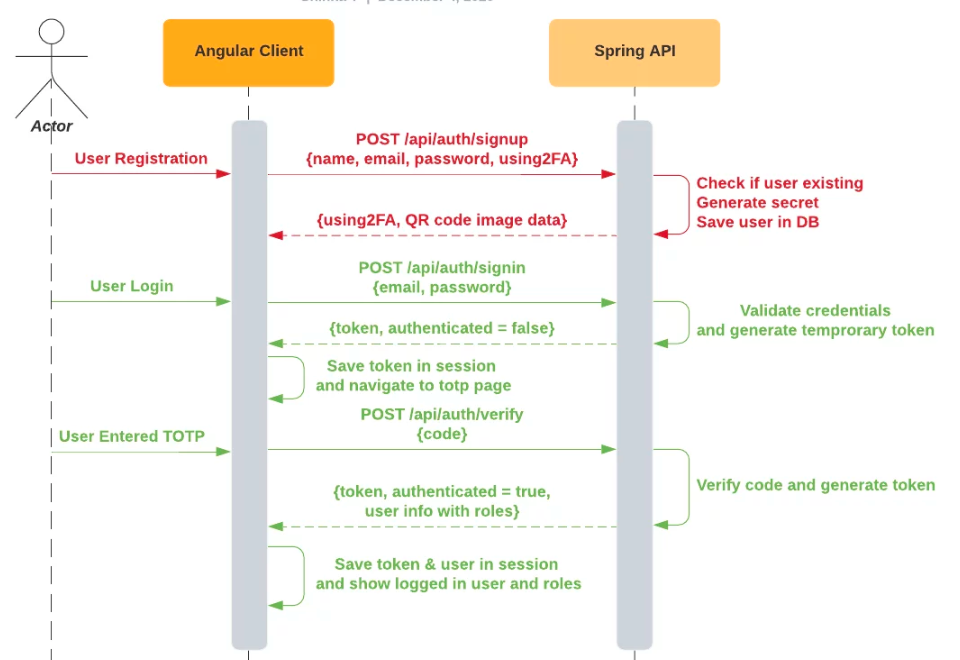 Angular Client
Spring API
Actor
User Registration
POST /api/auth/signup
{name, email, password, using2FA}
Check if user existing
Generate secret
Save user in DB
{using2FA, QR code image data}
User Login
POST /api/auth/signin
{email, password}
Validate credentials
and generate temprorary token
{token, authenticated = false}
Save token in session
and navigate to totp page
User Entered TOTP
POST /api/auth/verify
{code}
Verify code and generate token
{token, authenticated = true,
user info with roles}
Save token & user in session
and show logged in user and roles